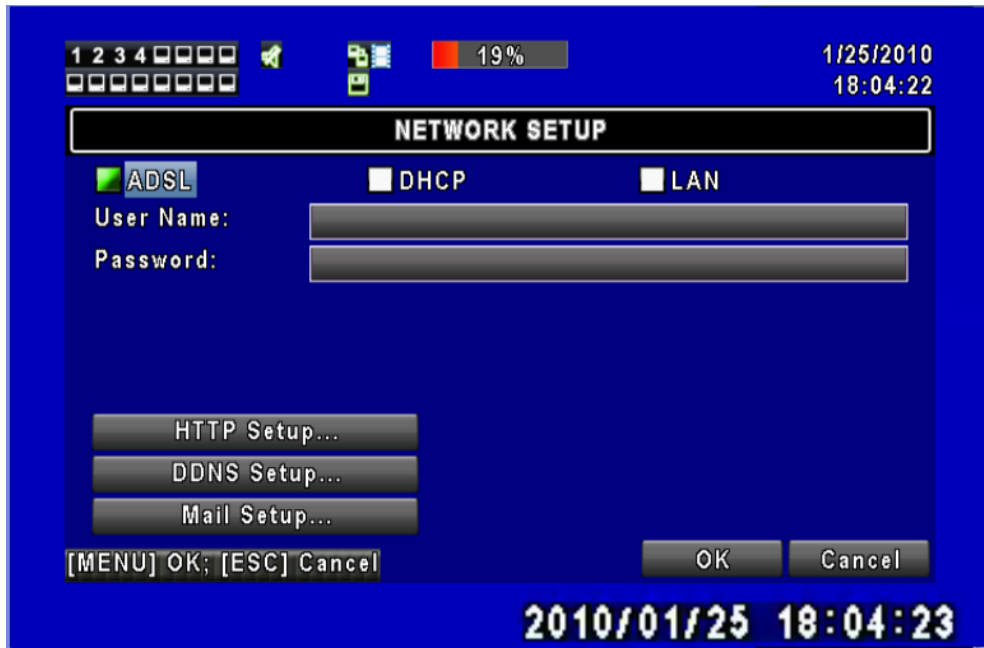 1 2 3 4
19%
1/25/2010
18:04:22
NETWORK SETUP
ADSL DHCP LAN
User Name:
Password:
HTTP Setup...
DDNS Setup...
Mail Setup...
[MENU] OK; [ESC] Cancel
OK Cancel
2010/01/25 18:04:23